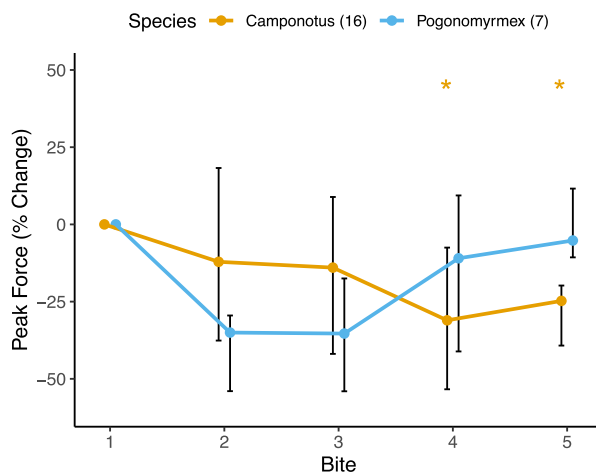 Species Camponotus (16) Pogonomyrmex (7)
Peak Force (% Change)
50
25
0
−25
−50
* *
1 2 3 4 5
Bite